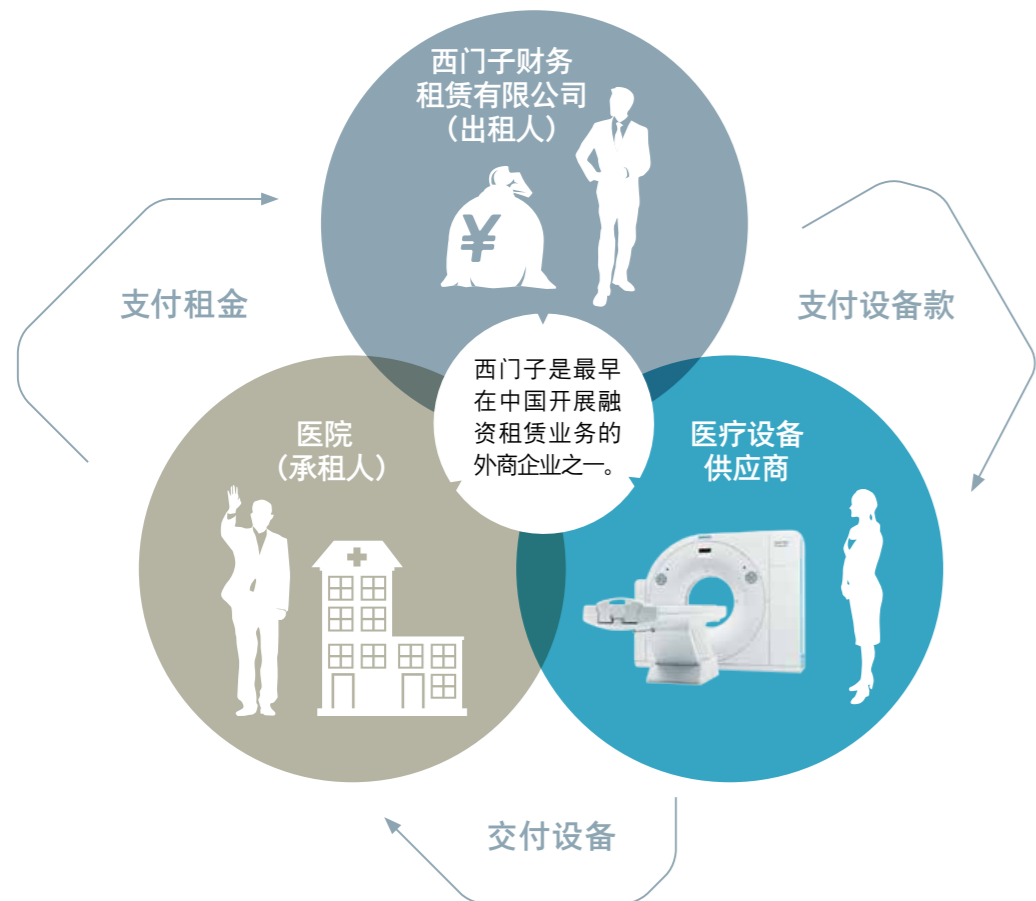 西门子财务
租赁有限公司
（出租人）
¥
支付租金
支付设备款
西门子是最早
在中国开展融
资租赁业务的
外商企业之一。
医院
（承租人）
医疗设备
供应商
交付设备